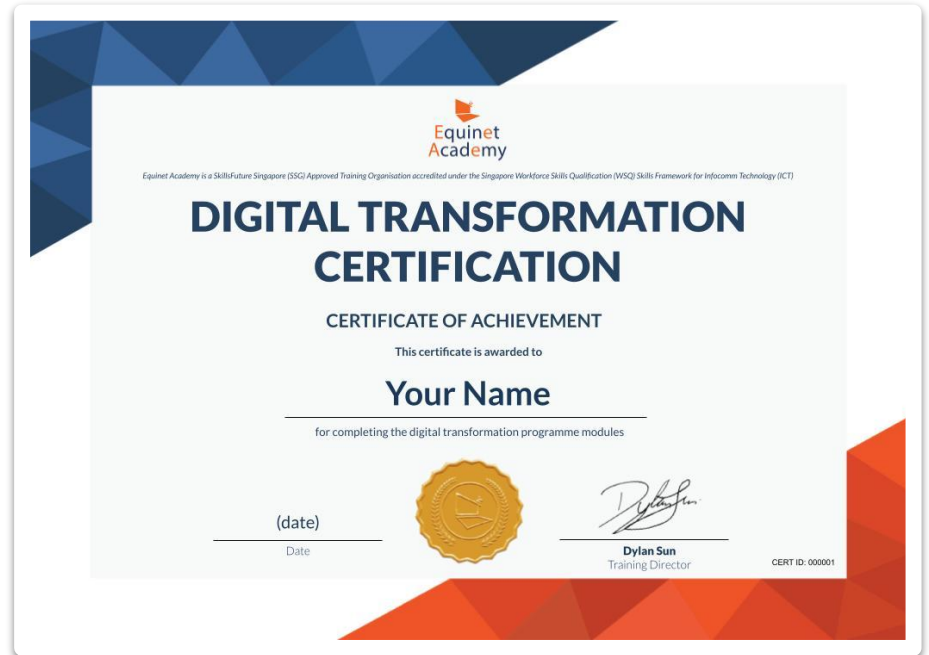 Equinet
Academy
Equinet Academy is a SkillsFuture Singapore (SSG) Approved Training Organisation accredited under the Singapore Workforce Skills Qualification (WSQ) Skills Framework for Infocomm Technology (ICT)
DIGITAL TRANSFORMATION
CERTIFICATION
CERTIFICATE OF ACHIEVEMENT
This certificate is awarded to
Your Name
for completing the digital transformation programme modules
(date)
Date
Dylan Sun
Dylan Sun
Training Director
CERT ID: 000001